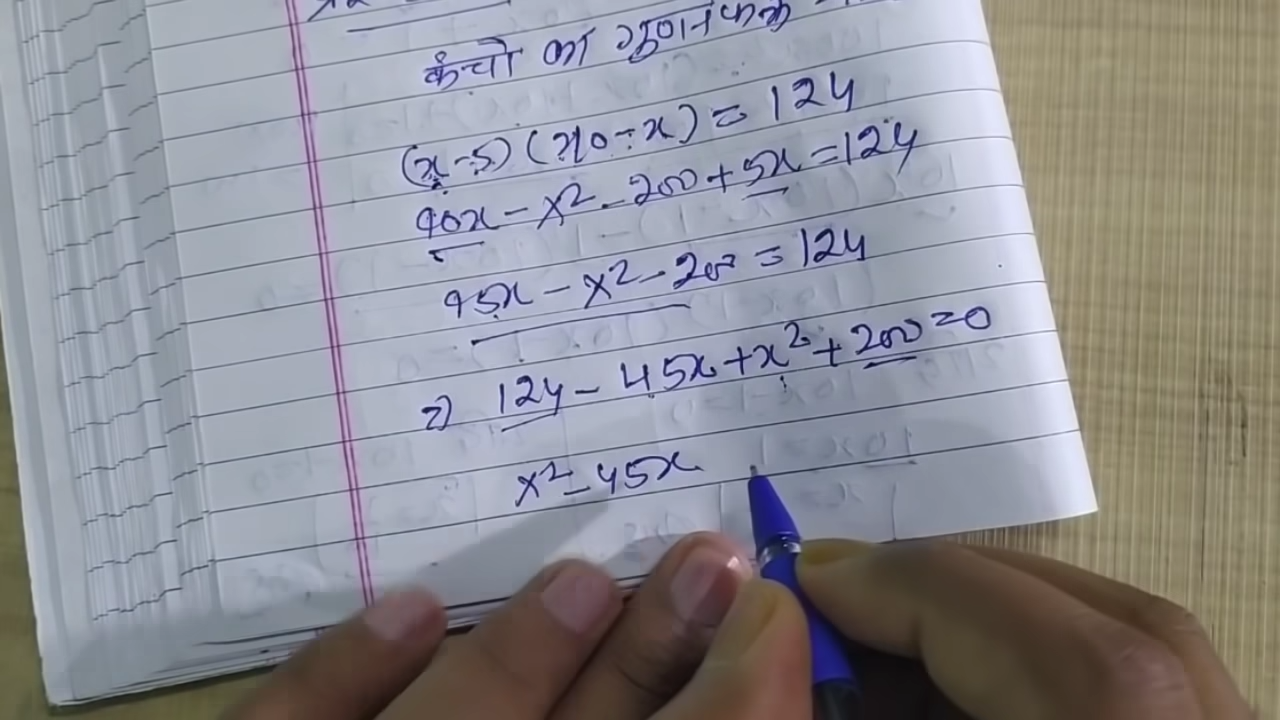 कंचो का गुणनफल
(x-5)(40-x) = 124
40x - x² - 200 + 5x = 124
45x - x² - 200 = 124
⇒ 124 - 45x + x² + 200 = 0
x² - 45x